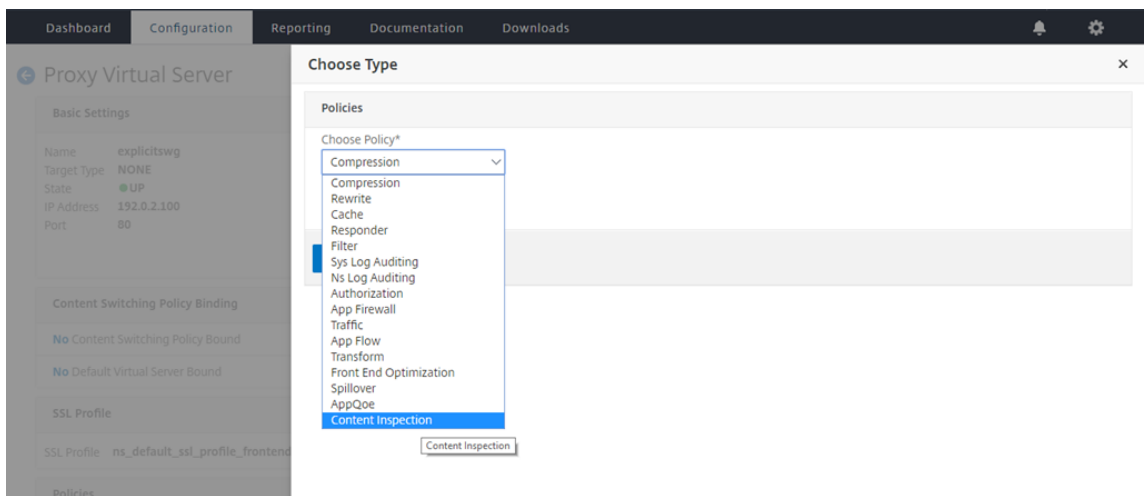 Dashboard Configuration Reporting Documentation Downloads
Proxy Virtual Server
Basic Settings
Name explicitswg
Target Type NONE
State UP
IP Address 192.0.2.100
Port 80
Content Switching Policy Binding
No Content Switching Policy Bound
No Default Virtual Server Bound
SSL Profile
SSL Profile ns_default_ssl_profile_frontend
Policies
Choose Type
Policies
Choose Policy*
Compression
Compression
Rewrite
Cache
Responder
Filter
Sys Log Auditing
Ns Log Auditing
Authorization
App Firewall
Traffic
App Flow
Transform
Front End Optimization
Spillover
AppQoe
Content Inspection
Content Inspection